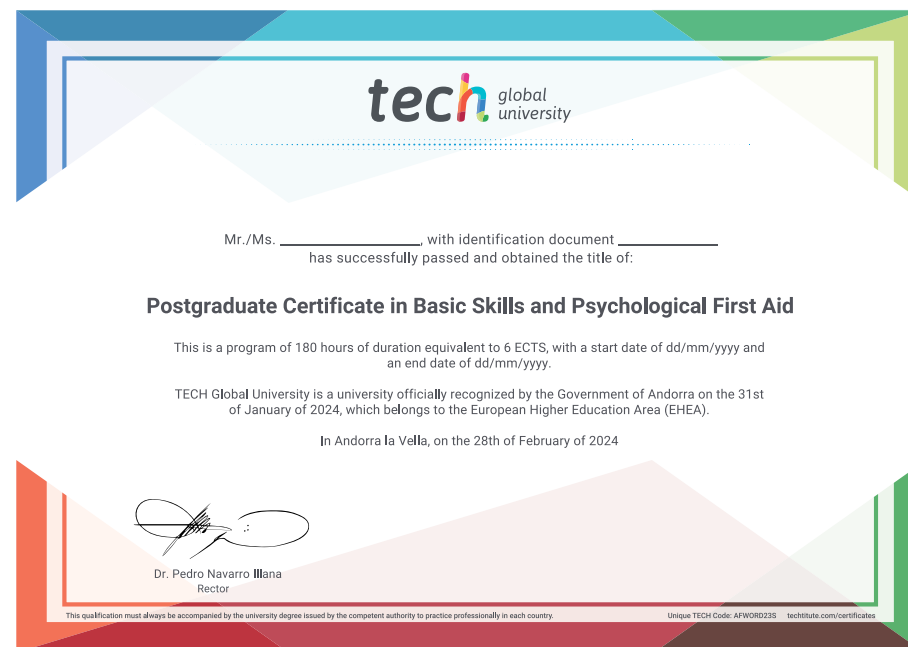 tech global university
Mr./Ms. ____________, with identification document ____________
has successfully passed and obtained the title of:
Postgraduate Certificate in Basic Skills and Psychological First Aid
This is a program of 180 hours of duration equivalent to 6 ECTS, with a start date of dd/mm/yyyy and
an end date of dd/mm/yyyy.
TECH Global University is a university officially recognized by the Government of Andorra on the 31st
of January of 2024, which belongs to the European Higher Education Area (EHEA).
In Andorra la Vella, on the 28th of February of 2024
Dr. Pedro Navarro Illana
Rector
This qualification must always be accompanied by the university degree issued by the competent authority to practice professionally in each country.
Unique TECH Code: AFWORD23S techtitute.com/certificates